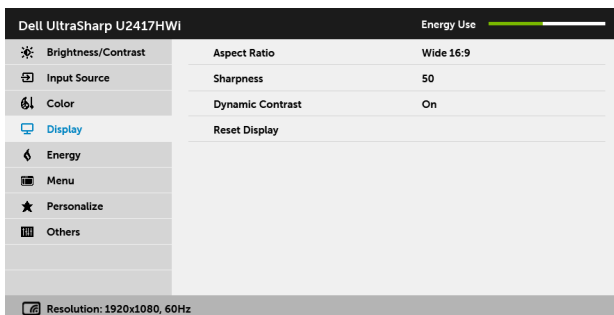 Dell UltraSharp U2417HWi
Energy Use
Brightness/Contrast
Aspect Ratio
Wide 16:9
Input Source
Sharpness
50
Color
Dynamic Contrast
On
Display
Reset Display
Energy
Menu
Personalize
Others
Resolution: 1920x1080, 60Hz